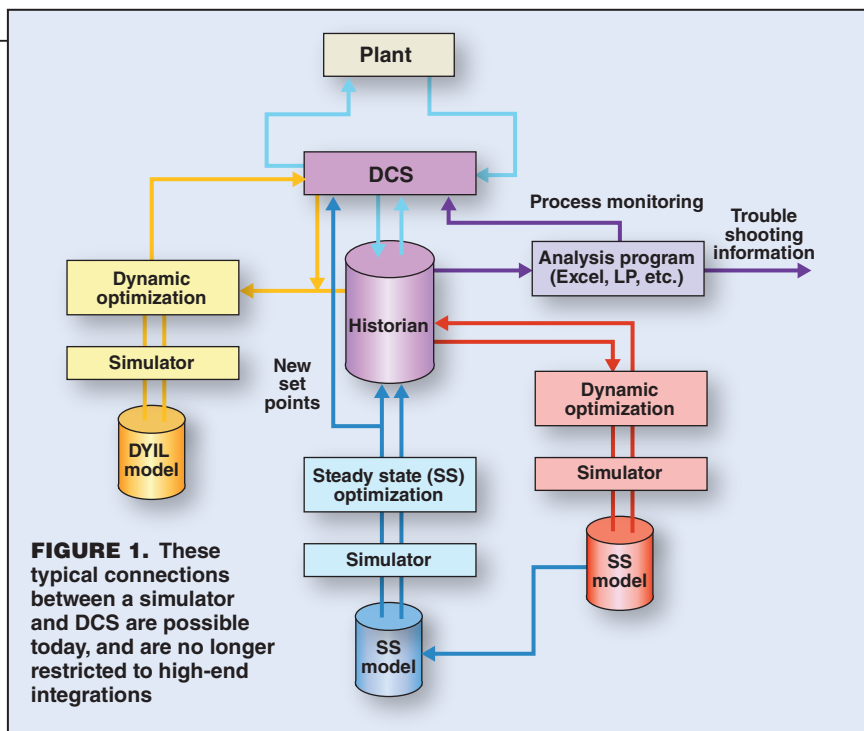 Plant
DCS
Process monitoring
Trouble
shooting
information
Analysis program
(Excel, LP, etc.)
Dynamic
optimization
Historian
Simulator
New
set
points
Dynamic
optimization
DYIL
model
Steady state (SS)
optimization
Simulator
Simulator
SS
model
SS
model
FIGURE 1. These
typical connections
between a simulator
and DCS are possible
today, and are no longer
restricted to high-end
integrations